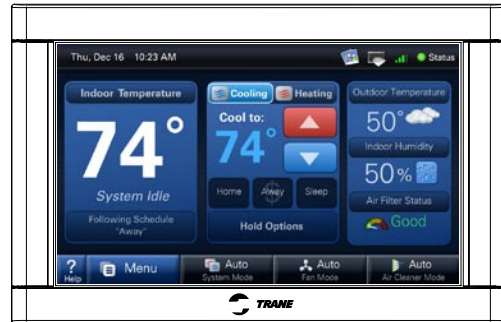 Thu, Dec 16 10:23 AM
Status
Indoor Temperature
74°
System Idle
Following Schedule
"Away"
Cooling
Heating
Cool to:
74°
Home
Away
Sleep
Hold Options
Outdoor Temperature
50°
Indoor Humidity
50%
Air Filter Status
Good
?
Help
Menu
Auto
System Mode
Auto
Fan Mode
Auto
Air Cleaner Mode
TRANE